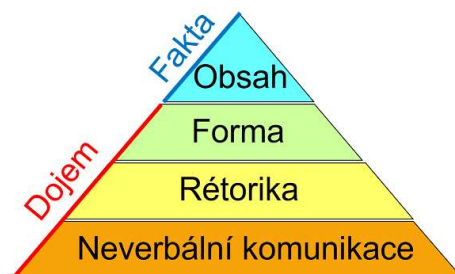 Fakta
Obsah
Forma
Dojem
Rétorika
Neverbální komunikace